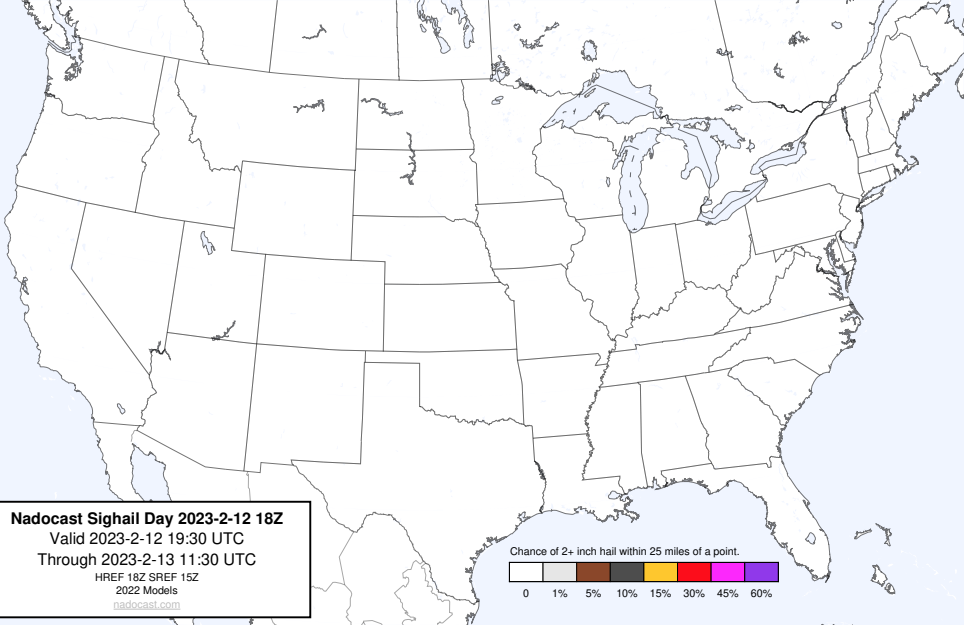 Nadocast Sighail Day 2023-2-12 18Z
Valid 2023-2-12 19:30 UTC
Through 2023-2-13 11:30 UTC
HREF 18Z SREF 15Z
2022 Models
nadocast.com
Chance of 2+ inch hail within 25 miles of a point.
0 1% 5% 10% 15% 30% 45% 60%